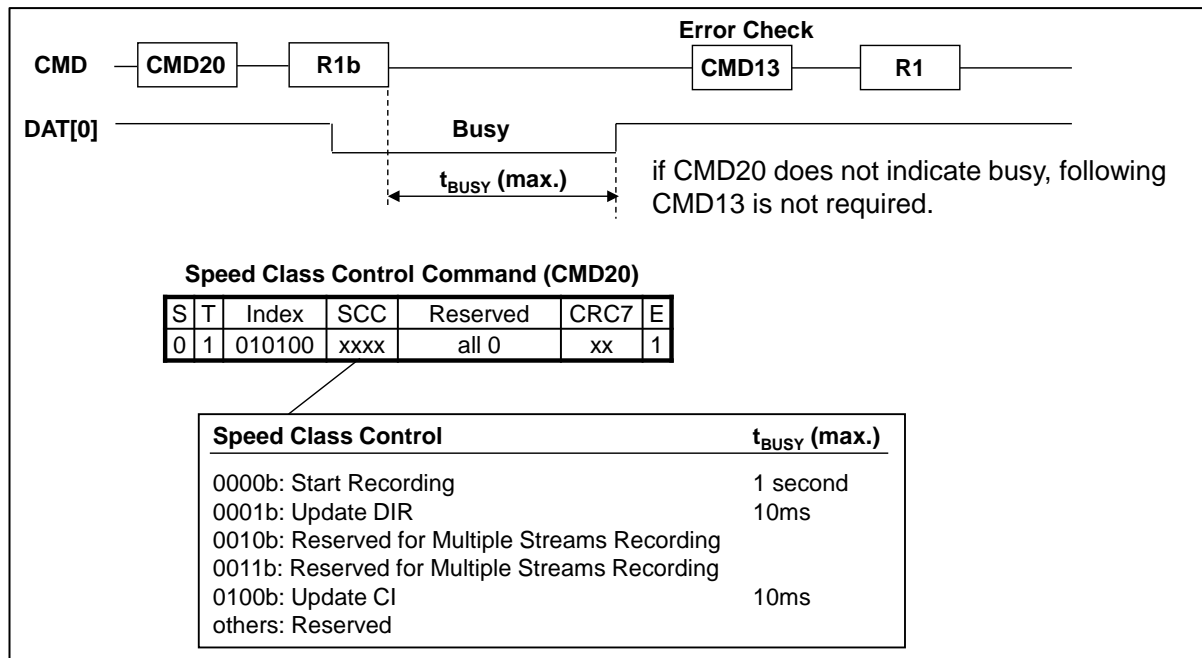 Error Check
CMD CMD20 R1b CMD13 R1
DAT[0] Busy
tBUSY (max.)
if CMD20 does not indicate busy, following
CMD13 is not required.
Speed Class Control Command (CMD20)
S T Index SCC Reserved CRC7 E
0 1 010100 xxxx all 0 xx 1
Speed Class Control tBUSY (max.)
0000b: Start Recording 1 second
0001b: Update DIR 10ms
0010b: Reserved for Multiple Streams Recording
0011b: Reserved for Multiple Streams Recording
0100b: Update CI 10ms
others: Reserved